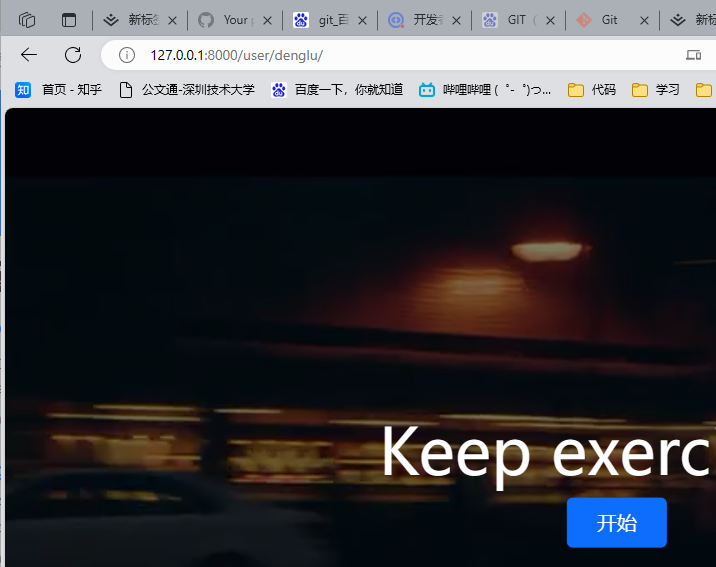 新标签 Your p git_百 开发者 GIT ( Git 新标
127.0.0.1:8000/user/denglu/
知 首页 - 知乎 公文通-深圳技术大学 百度一下，你就知道 哔哩哔哩 (゜-゜)つ... 代码 学习
Keep exerc
开始